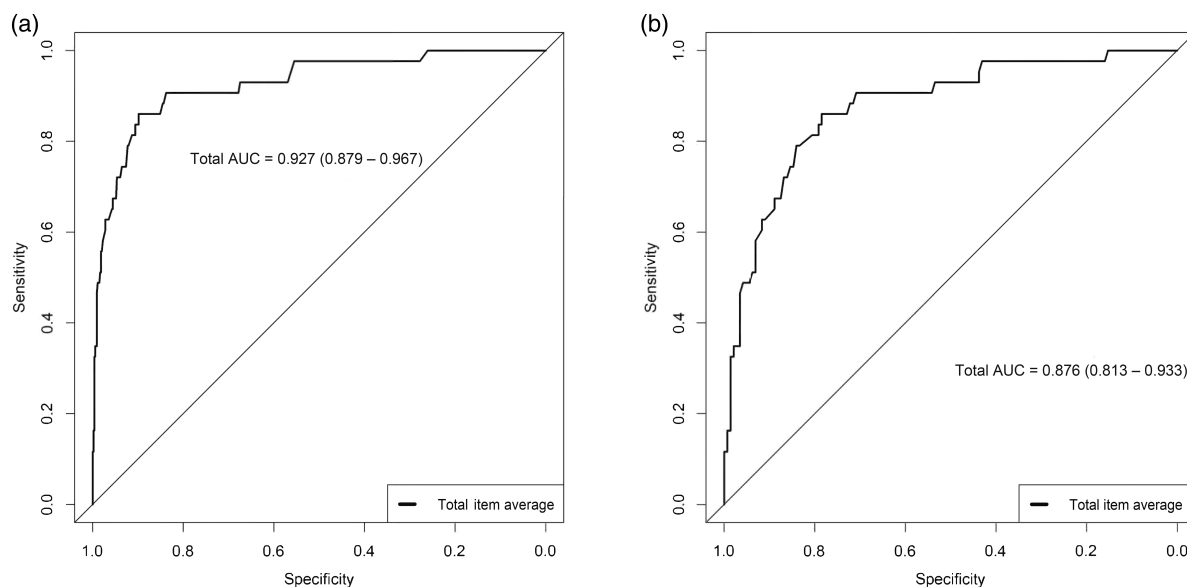 (a)
1.0
0.8
0.6
0.4
0.2
0.0
Sensitivity
Total AUC = 0.927 (0.879 – 0.967)
Total item average
1.0 0.8 0.6 0.4 0.2 0.0
Specificity
(b)
1.0
0.8
0.6
0.4
0.2
0.0
Sensitivity
Total AUC = 0.876 (0.813 – 0.933)
Total item average
1.0 0.8 0.6 0.4 0.2 0.0
Specificity